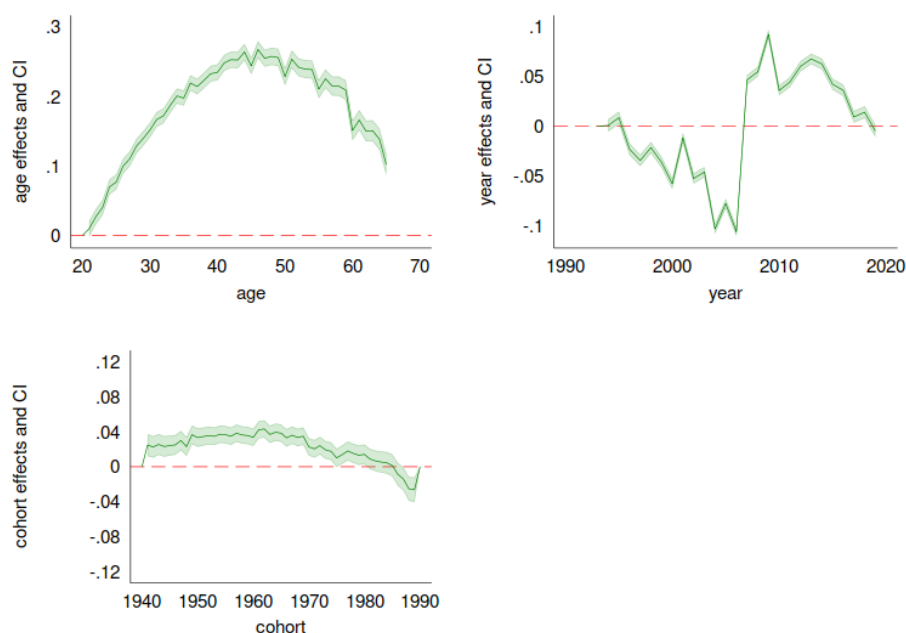 age effects and CI
.3
.2
.1
0
20 30 40 50 60 70
age
year effects and CI
.1
.05
0
-.05
-.1
1990 2000 2010 2020
year
cohort effects and CI
.12
.08
.04
0
-.04
-.08
-.12
1940 1950 1960 1970 1980 1990
cohort